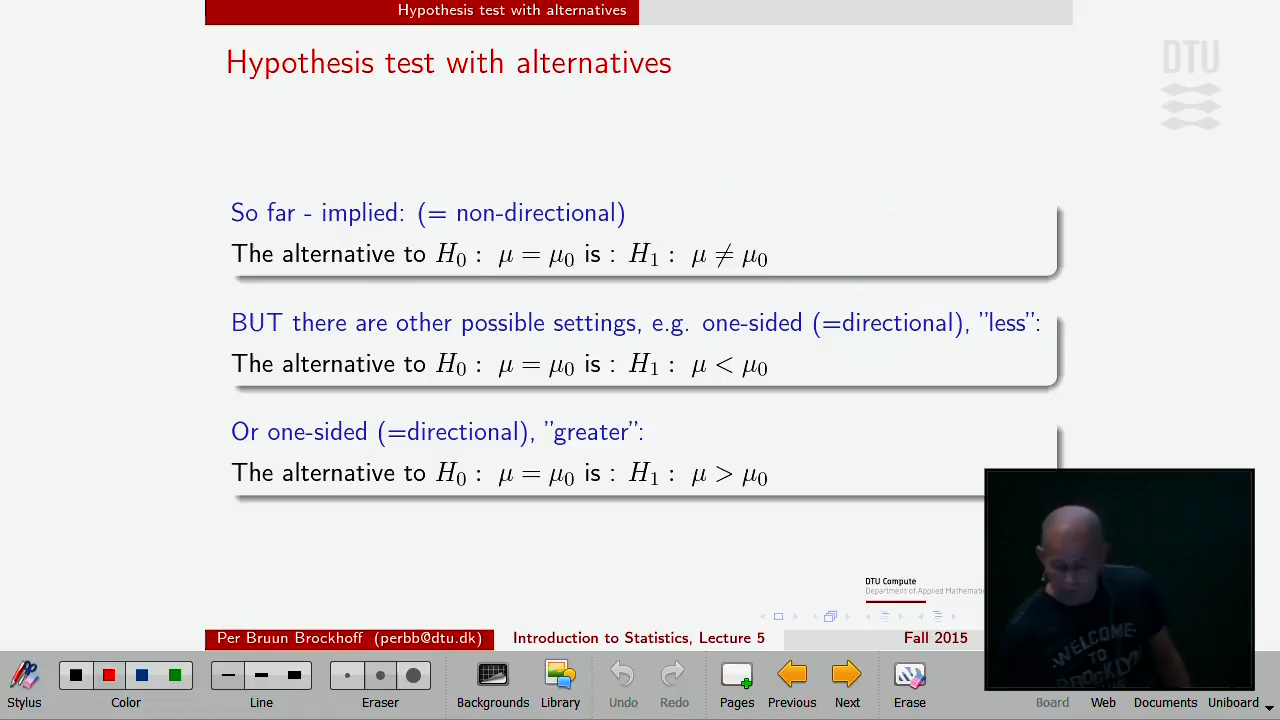 Hypothesis test with alternatives
Hypothesis test with alternatives
DTU
So far - implied: (= non-directional)
The alternative to H₀ : μ = μ₀ is : H₁ : μ ≠ μ₀
BUT there are other possible settings, e.g. one-sided (=directional), ”less”:
The alternative to H₀ : μ = μ₀ is : H₁ : μ < μ₀
Or one-sided (=directional), ”greater”:
The alternative to H₀ : μ = μ₀ is : H₁ : μ > μ₀
DTU Compute
Department of Applied
WELCOME
TO
BROOKLYN
Per Bruun Brockhoff (perbb@dtu.dk) Introduction to Statistics, Lecture 5 Fall 2015
Stylus Color Line Eraser Backgrounds Library Undo Redo Pages Previous Next Erase Board Web Documents Uniboard